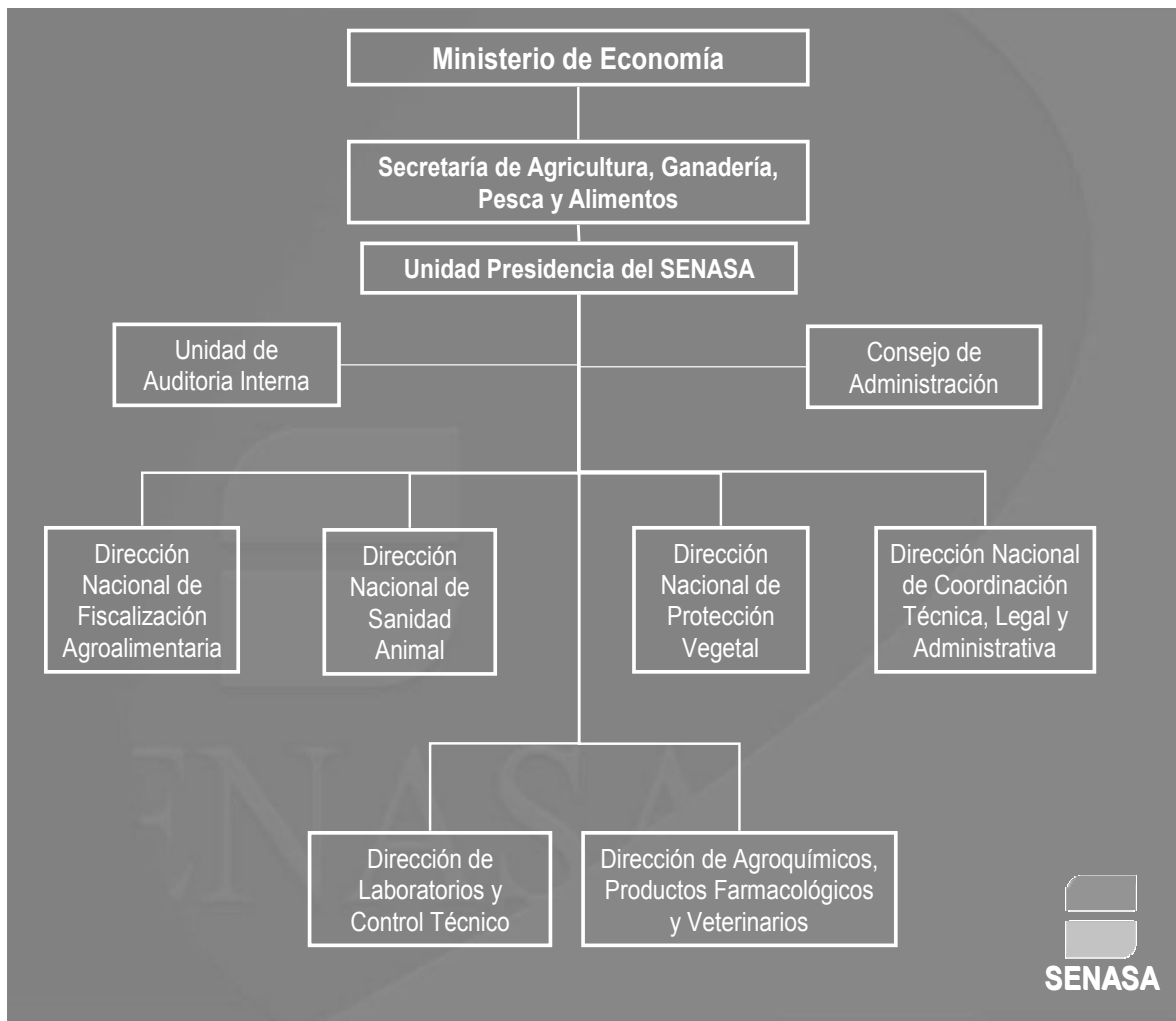 Ministerio de Economía
Secretaría de Agricultura, Ganadería,
Pesca y Alimentos
Unidad Presidencia del SENASA
Unidad de
Auditoria Interna
Consejo de
Administración
Dirección
Nacional de
Fiscalización
Agroalimentaria
Dirección
Nacional de
Sanidad
Animal
Dirección
Nacional de
Protección
Vegetal
Dirección Nacional
de Coordinación
Técnica, Legal y
Administrativa
Dirección de
Laboratorios y
Control Técnico
Dirección de Agroquímicos,
Productos Farmacológicos
y Veterinarios
SENASA
ENASA